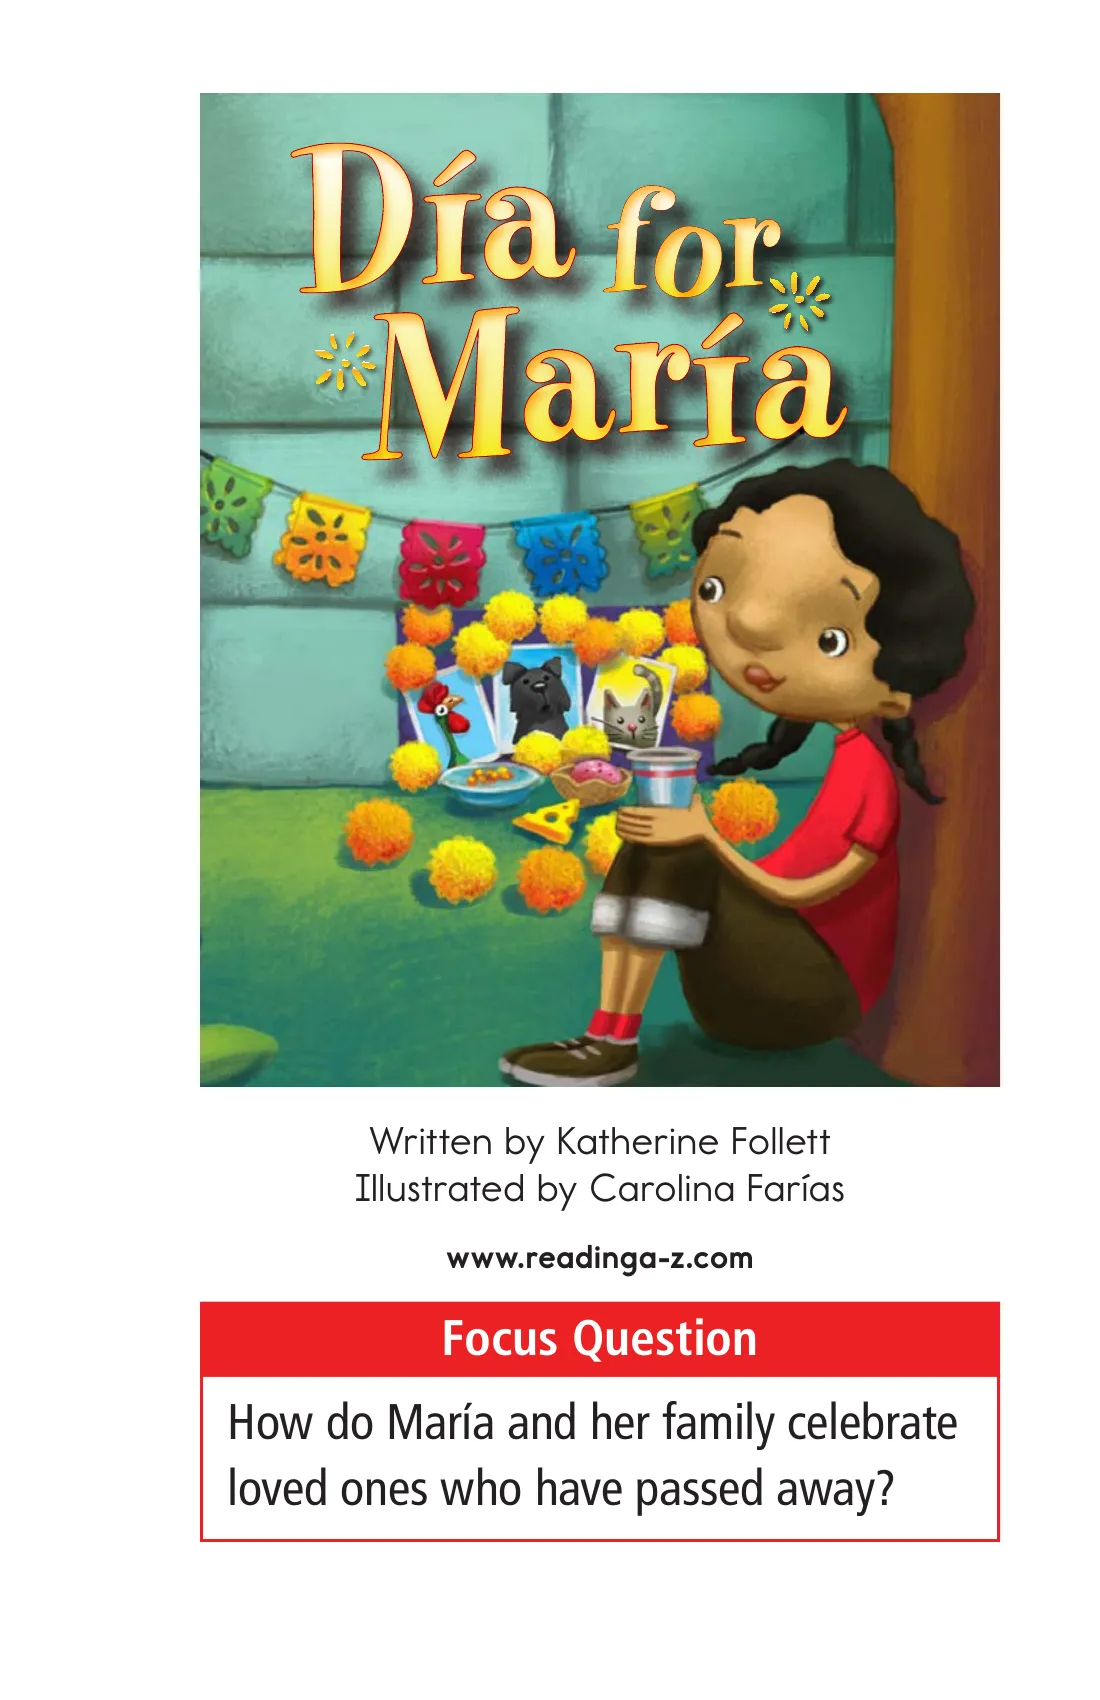 Día for
María
Written by Katherine Follett
Illustrated by Carolina Farías
www.readinga-z.com
Focus Question
How do María and her family celebrate
loved ones who have passed away?